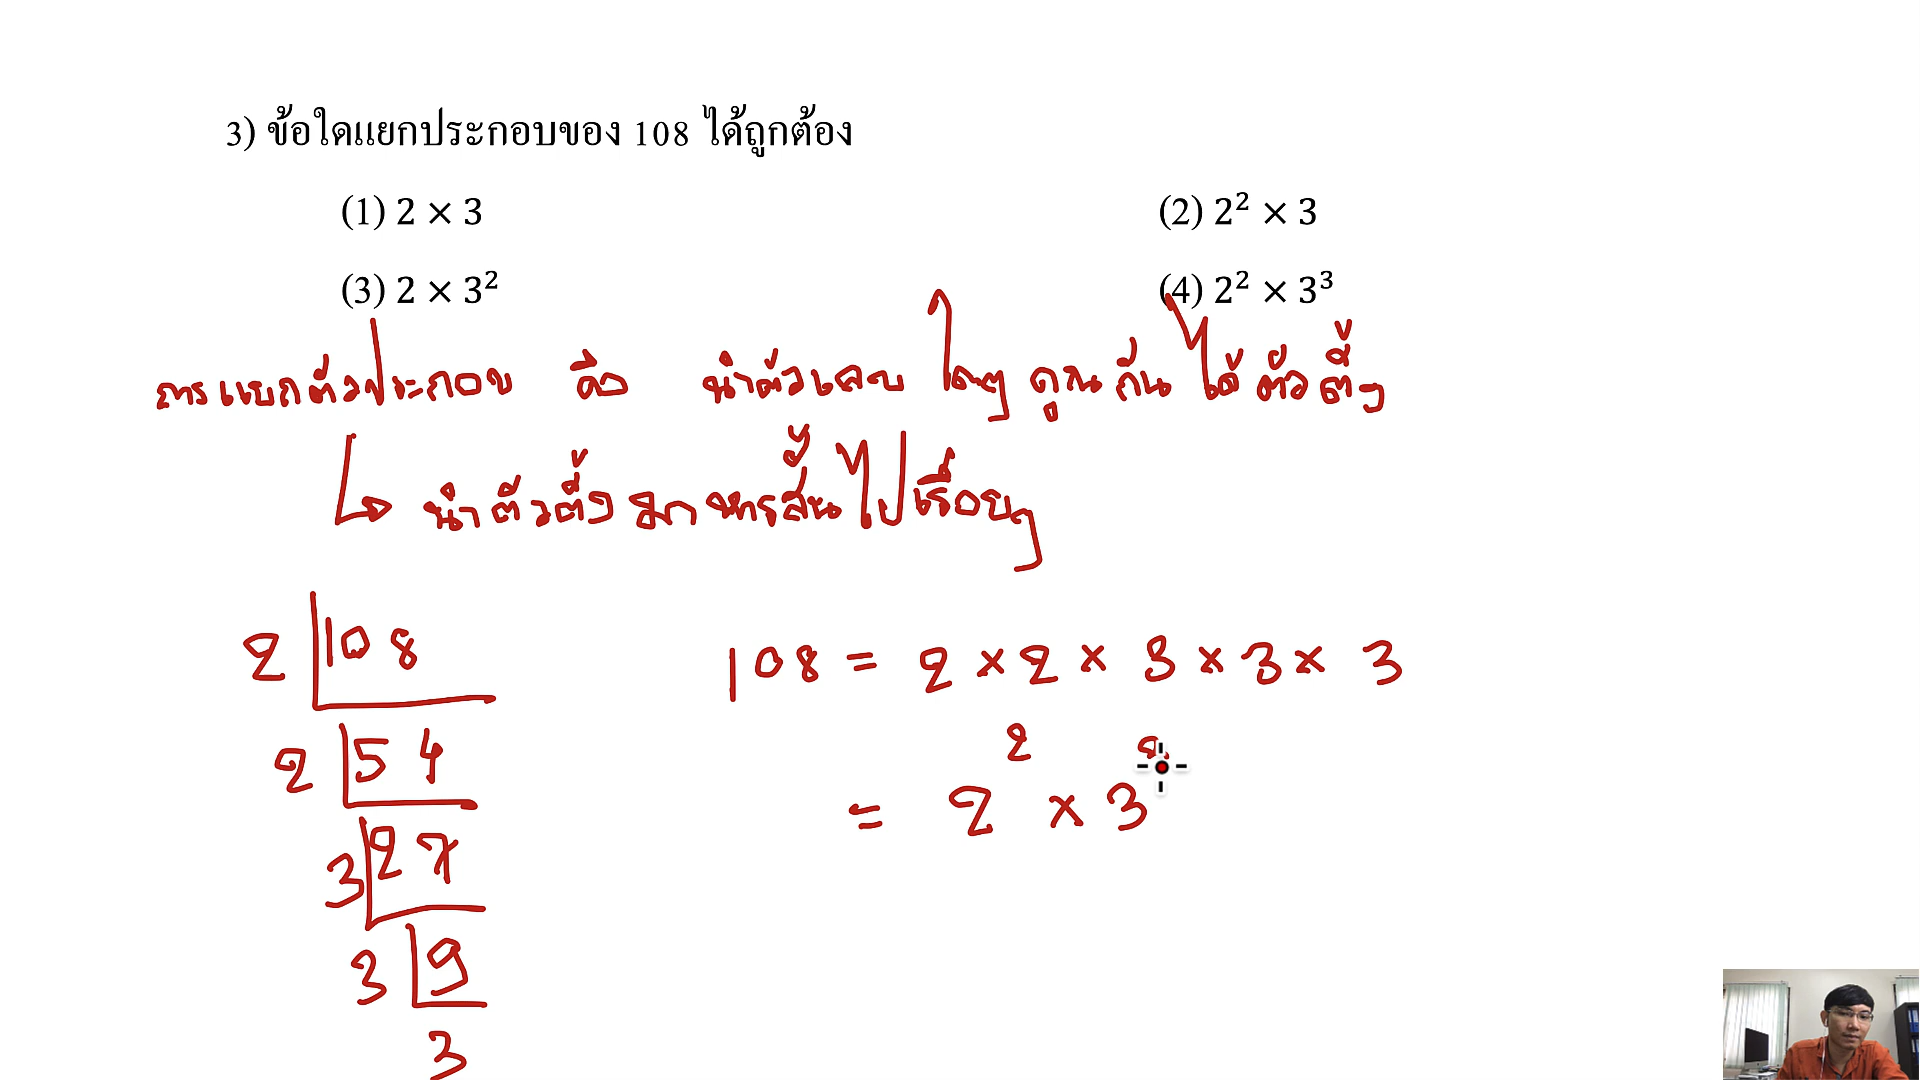 3) ข้อใดแยกประกอบของ 108 ได้ถูกต้อง
(1) 2 × 3
(2) 2² × 3
(3) 2 × 3²
(4) 2² × 3³
การแยกตัวประกอบ คือ นำตัวเลข ใดๆ คูณ กัน ได้ ตัวตั้ง
นำ ตัวตั้ง มา หารสั้น ไป เรื่อยๆ
2 108
2 54
3 27
3 9
3
108 = 2 × 2 × 3 × 3 × 3
= 2² × 3